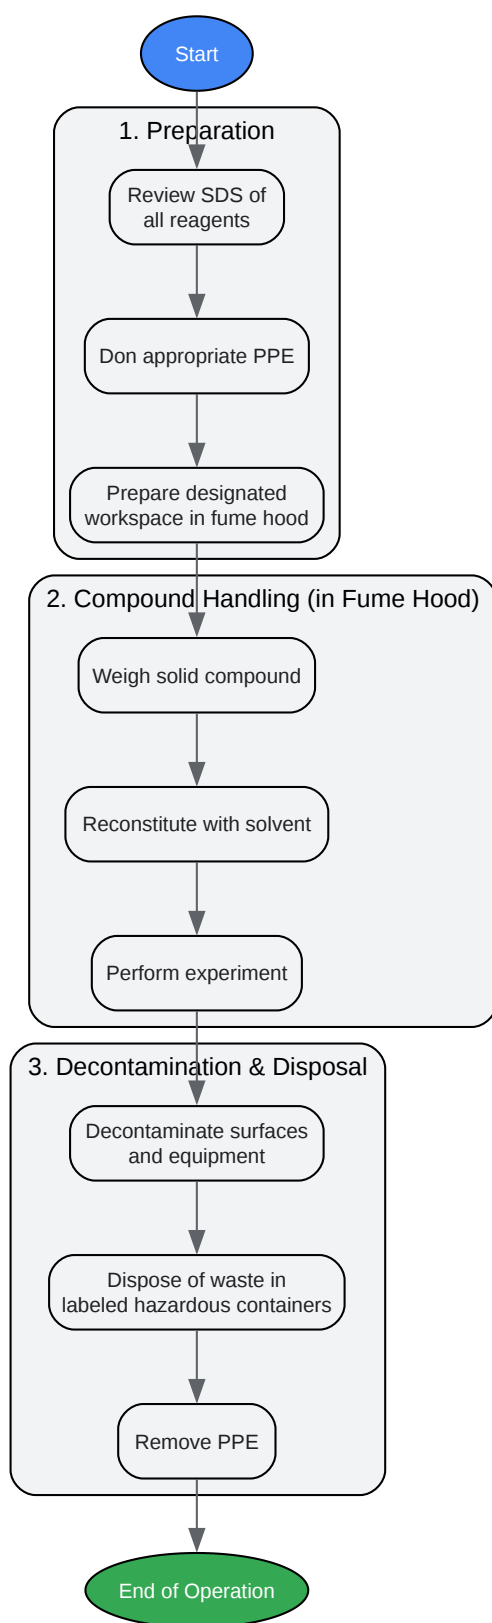 Start
1. Preparation
Review SDS of
all reagents
Don appropriate PPE
Prepare designated
workspace in fume hood
2. Compound Handling (in Fume Hood)
Weigh solid compound
Reconstitute with solvent
Perform experiment
3. Decontamination & Disposal
Decontaminate surfaces
and equipment
Dispose of waste in
labeled hazardous containers
Remove PPE
End of Operation